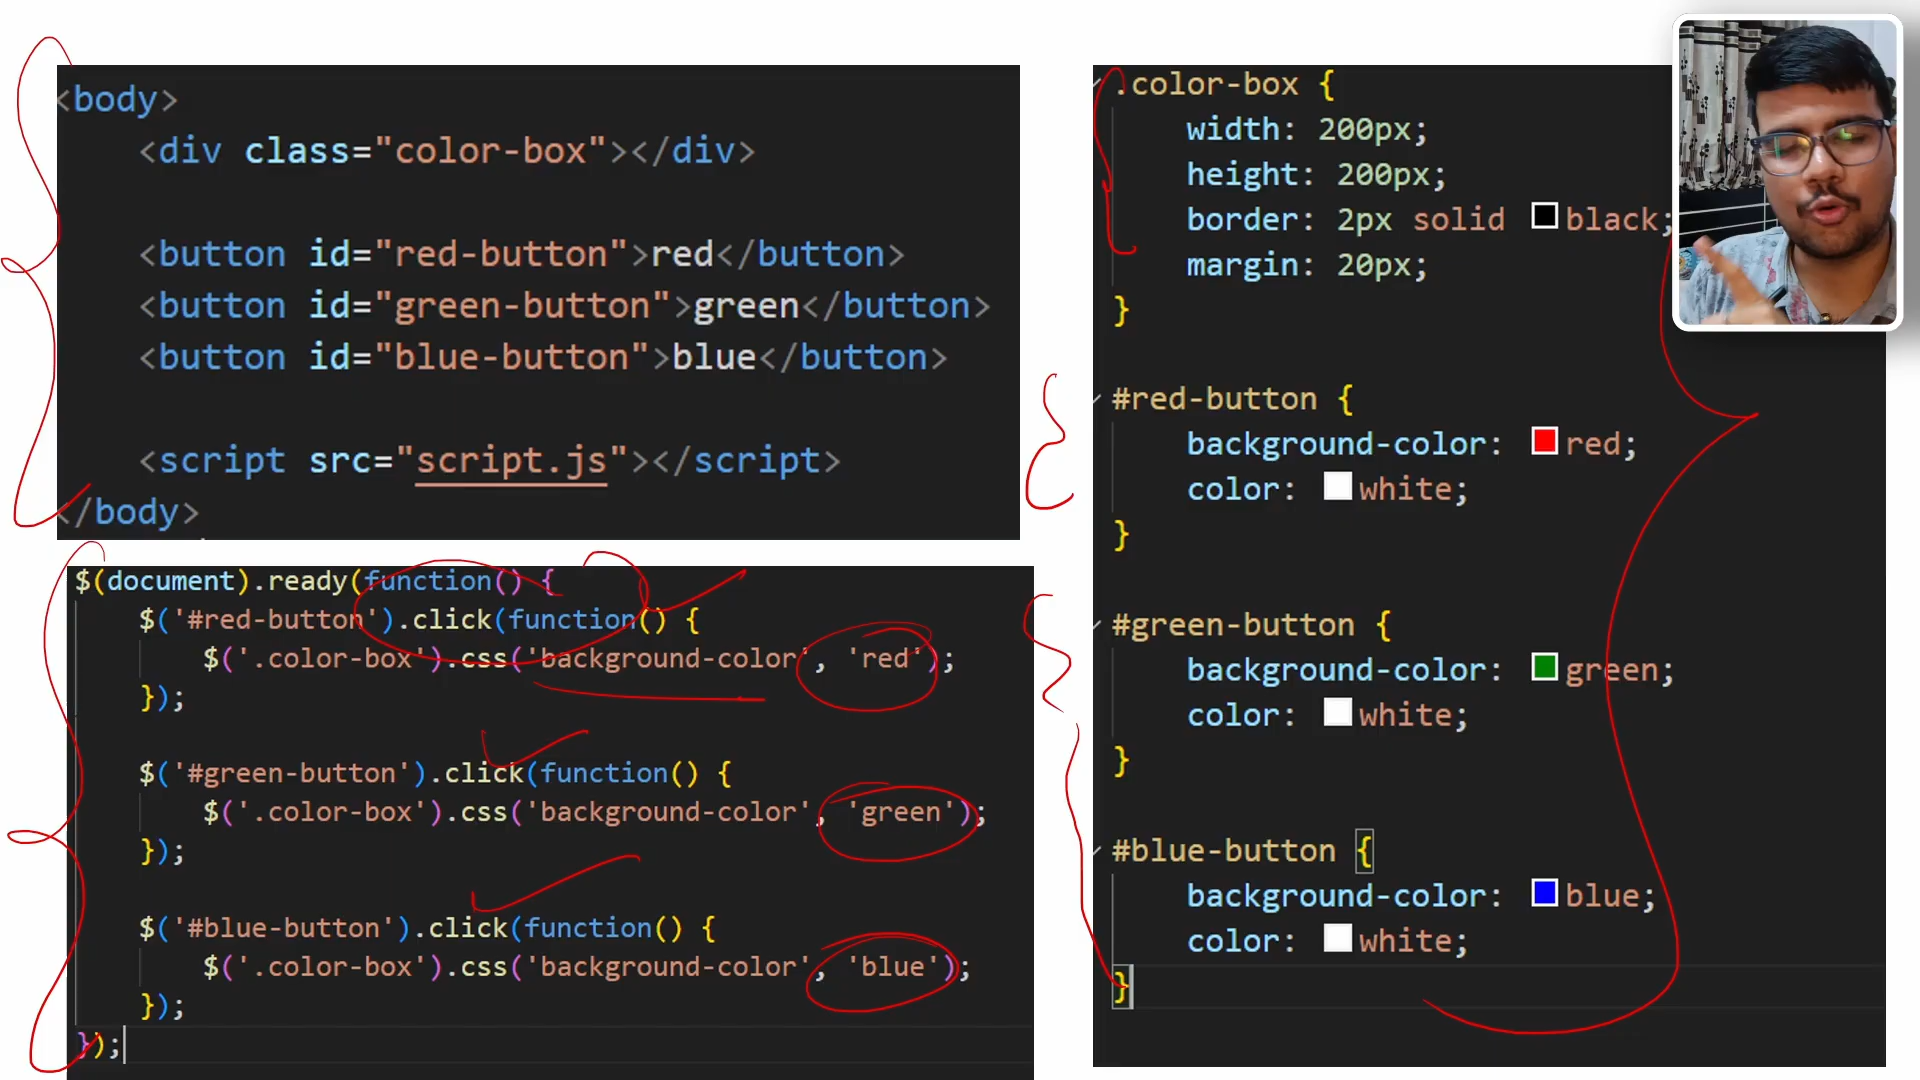 <body>
<div class="color-box"></div>
<button id="red-button">red</button>
<button id="green-button">green</button>
<button id="blue-button">blue</button>
<script src="script.js"></script>
</body>
$(document).ready(function() {
$('#red-button').click(function() {
$('.color-box').css('background-color', 'red');
});
$('#green-button').click(function() {
$('.color-box').css('background-color', 'green');
});
$('#blue-button').click(function() {
$('.color-box').css('background-color', 'blue');
});
});
.color-box {
width: 200px;
height: 200px;
border: 2px solid black;
margin: 20px;
}
#red-button {
background-color: red;
color: white;
}
#green-button {
background-color: green;
color: white;
}
#blue-button {
background-color: blue;
color: white;
}